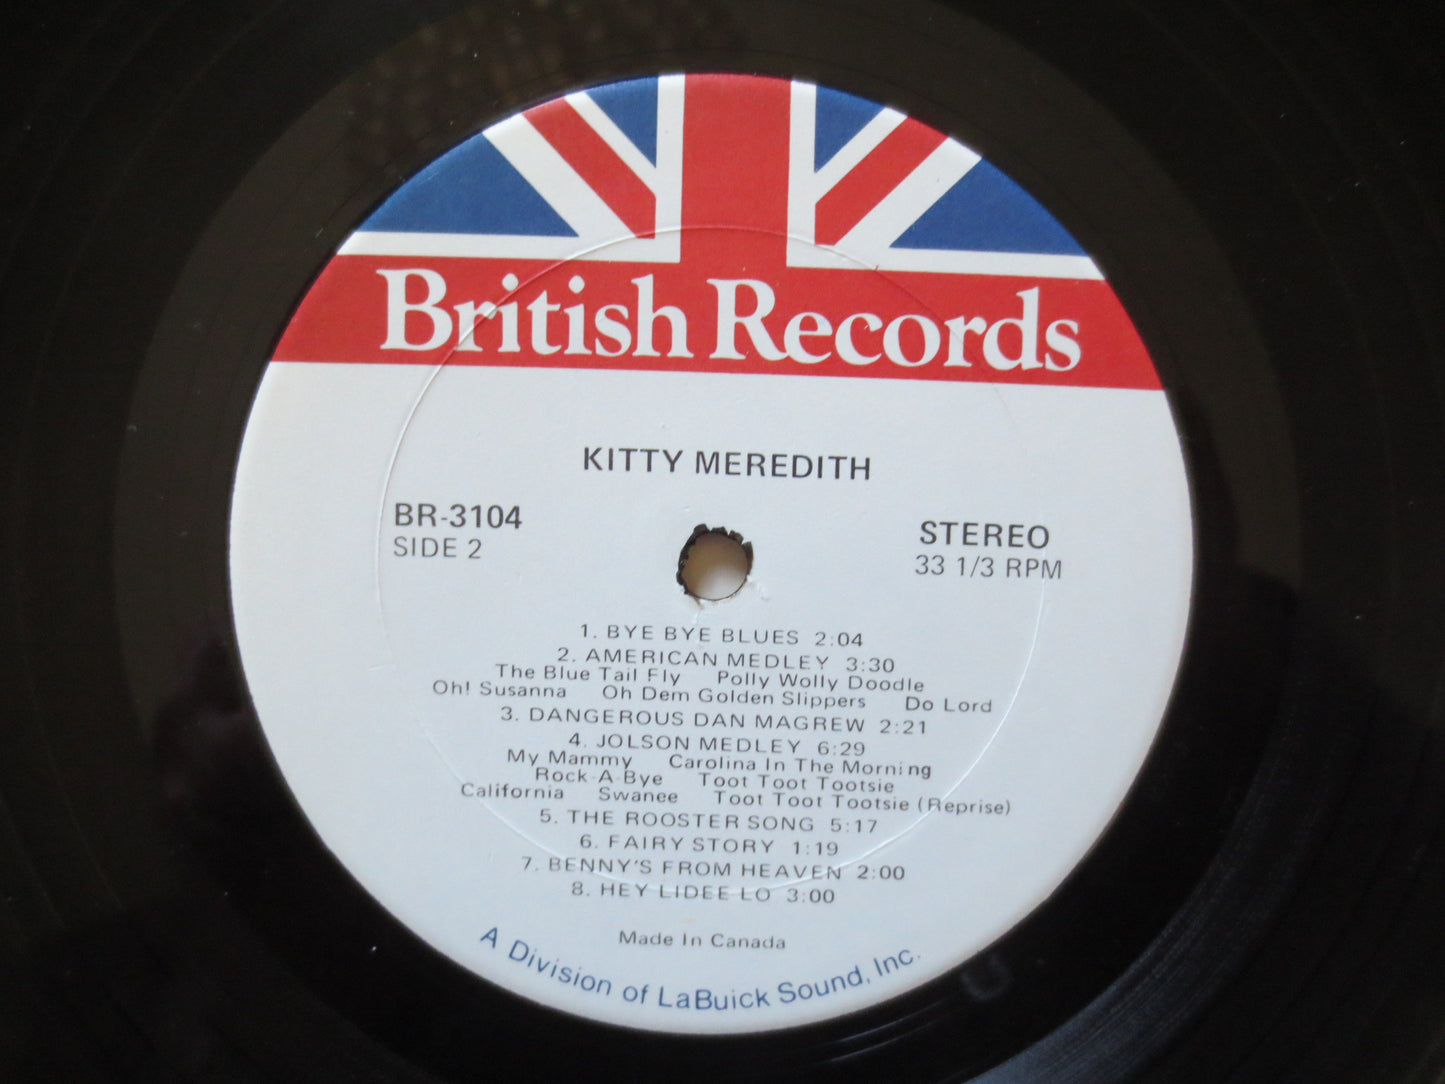 British Records
KITTY MEREDITH
BR-3104
SIDE 2
STEREO
33 1/3 RPM
1. BYE BYE BLUES 2:04
2. AMERICAN MEDLEY 3:30
The Blue Tail Fly Polly Wolly Doodle
Oh! Susanna Oh Dem Golden Slippers Do Lord
3. DANGEROUS DAN MAGREW 2:21
4. JOLSON MEDLEY 6:29
My Mammy Carolina In The Morning
Rock-A-Bye Toot Toot Tootsie
California Swanee Toot Toot Tootsie (Reprise)
5. THE ROOSTER SONG 5:17
6. FAIRY STORY 1:19
7. BENNY'S FROM HEAVEN 2:00
8. HEY LIDEE LO 3:00
Made In Canada
A Division of LaBuick Sound, Inc.